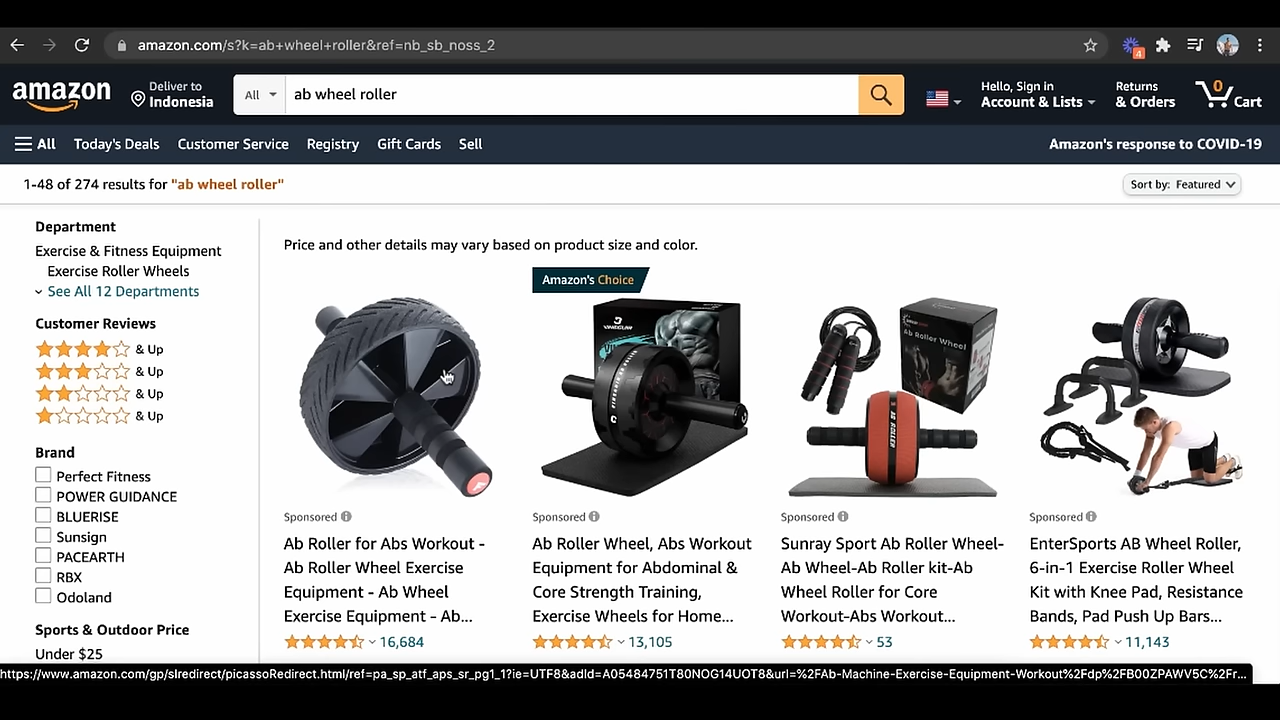 amazon.com/s?k=ab+wheel+roller&ref=nb_sb_noss_2
4
amazon
Deliver to
Indonesia
All
ab wheel roller
Hello, Sign in
Account & Lists
Returns
& Orders
0
Cart
All
Today's Deals
Customer Service
Registry
Gift Cards
Sell
Amazon's response to COVID-19
1-48 of 274 results for "ab wheel roller"
Sort by: Featured
Department
Exercise & Fitness Equipment
Exercise Roller Wheels
See All 12 Departments
Customer Reviews
& Up
& Up
& Up
& Up
Brand
Perfect Fitness
POWER GUIDANCE
BLUERISE
Sunsign
PACEARTH
RBX
Odoland
Sports & Outdoor Price
Under $25
Price and other details may vary based on product size and color.
Sponsored
Ab Roller for Abs Workout -
Ab Roller Wheel Exercise
Equipment - Ab Wheel
Exercise Equipment - Ab...
16,684
Amazon's Choice
VINSGUIR
Sponsored
Ab Roller Wheel, Abs Workout
Equipment for Abdominal &
Core Strength Training,
Exercise Wheels for Home...
13,105
Ab Roller Wheel
AB ROLLER
Sponsored
Sunray Sport Ab Roller Wheel-
Ab Wheel-Ab Roller kit-Ab
Wheel Roller for Core
Workout-Abs Workout...
53
Sponsored
EnterSports AB Wheel Roller,
6-in-1 Exercise Roller Wheel
Kit with Knee Pad, Resistance
Bands, Pad Push Up Bars...
11,143
https://www.amazon.com/gp/slredirect/picassoRedirect.html/ref=pa_sp_atf_aps_sr_pg1_1?ie=UTF8&adId=A05484751T80NOG14UOT8&url=%2FAb-Machine-Exercise-Equipment-Workout%2Fdp%2FB00ZPAWV5C%2Fr...